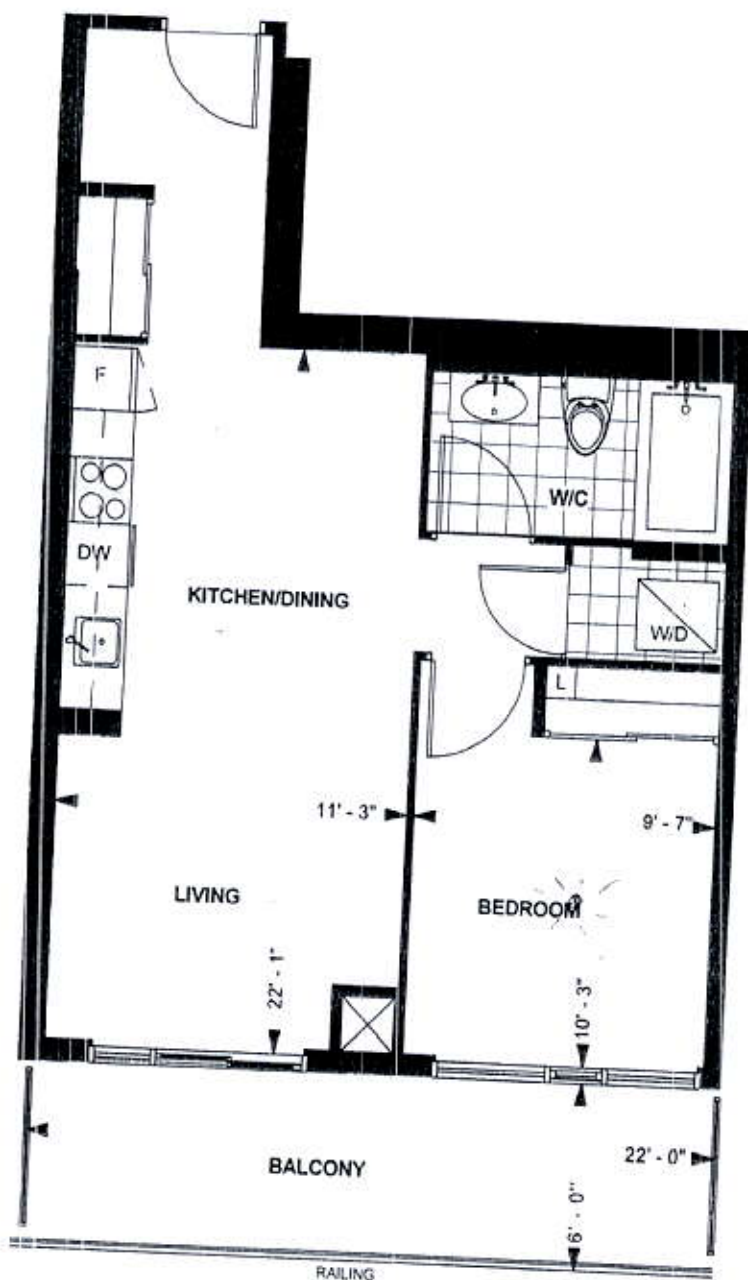 F
W/C
DW
KITCHEN/DINING
W/D
L
11' - 3"
9' - 7"
LIVING
BEDROOM
22' - 1"
10' - 3"
BALCONY
22' - 0"
6' - 0"
RAILING